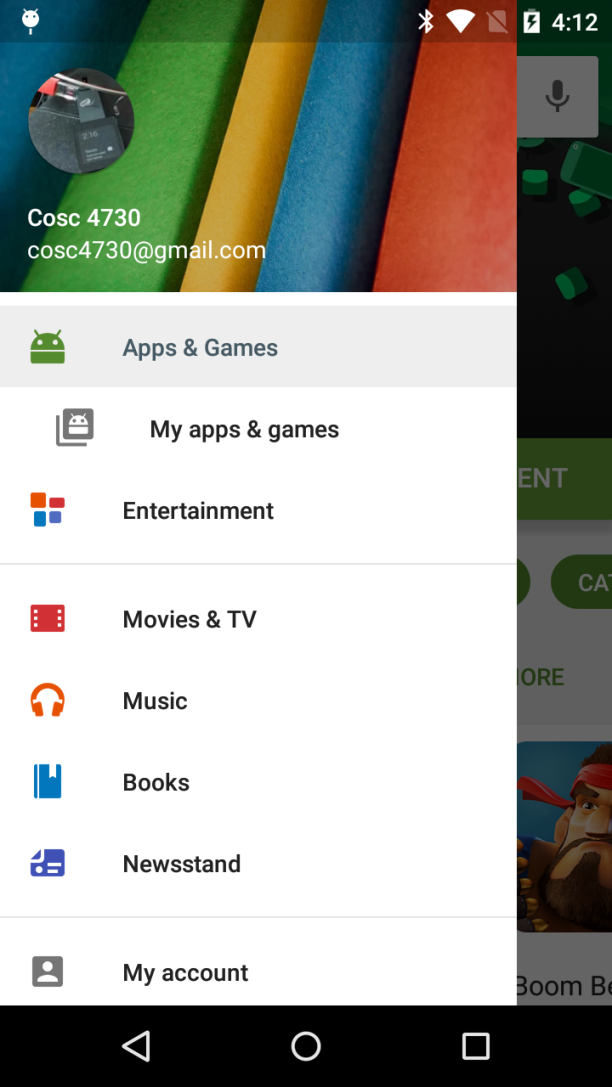 4:12
Cosc 4730
cosc4730@gmail.com
Apps & Games
My apps & games
Entertainment
ENT
Movies & TV
CAT
Music
ORE
Books
Newsstand
My account
Boom Be